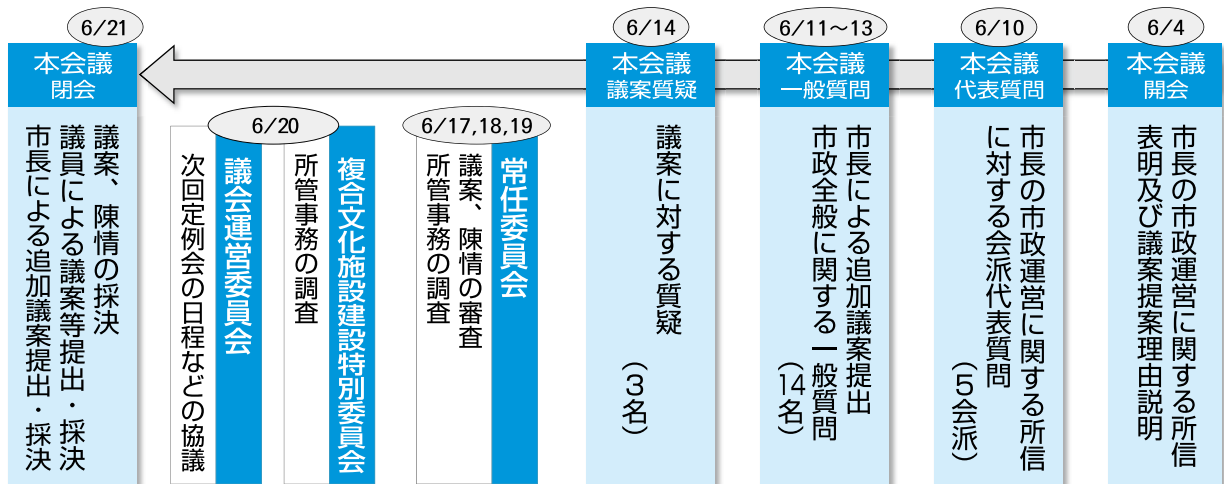 6/4
本会議
開会
市長の市政運営に関する所信
表明及び議案提案理由説明
6/10
本会議
代表質問
市長の市政運営に関する所信
に対する会派代表質問
(5会派)
6/11～13
本会議
一般質問
市長による追加議案提出
市政全般に関する一般質問
(14名)
6/14
本会議
議案質疑
議案に対する質疑
(3名)
6/17,18,19
常任委員会
議案、陳情の審査
所管事務の調査
6/20
複合文化施設建設特別委員会
所管事務の調査
議会運営委員会
次回定例会の日程などの協議
6/21
本会議
閉会
議案、陳情の採決
議員による議案等提出・採決
市長による追加議案提出・採決